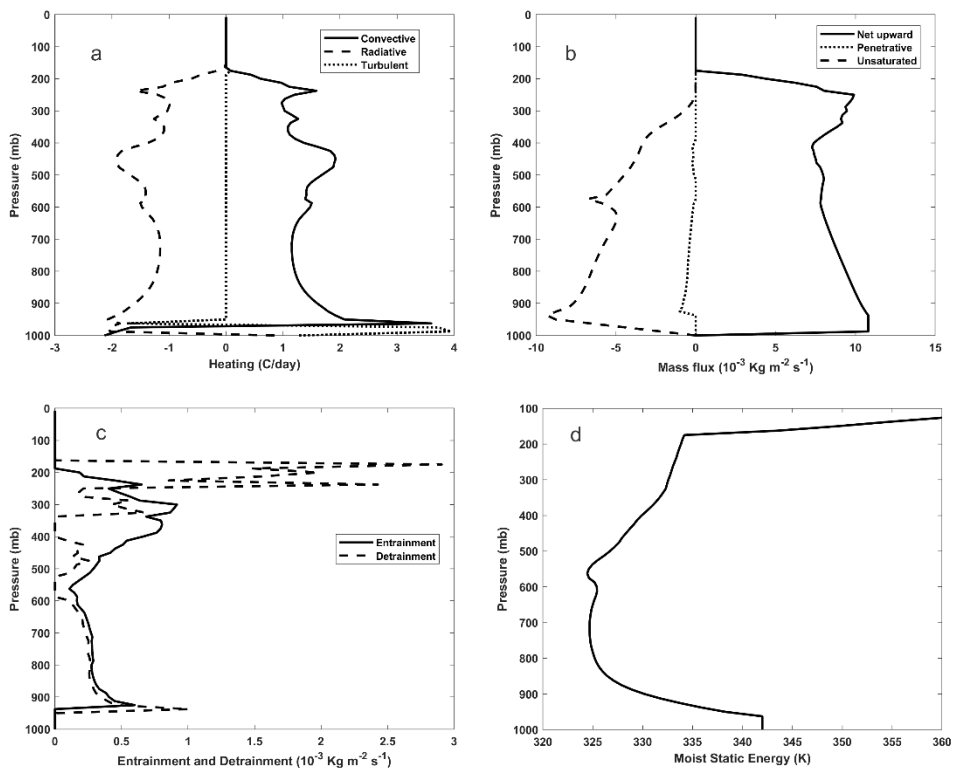 0
100
200
300
400
500
600
700
800
900
1000
Pressure (mb)
a
Convective
Radiative
Turbulent
-3 -2 -1 0 1 2 3 4
Heating (C/day)
0
100
200
300
400
500
600
700
800
900
1000
Pressure (mb)
b
Net upward
Penetrative
Unsaturated
-10 -5 0 5 10 15
Mass flux (10⁻³ Kg m⁻² s⁻¹)
0
100
200
300
400
500
600
700
800
900
1000
Pressure (mb)
c
Entrainment
Detrainment
0 0.5 1 1.5 2 2.5 3
Entrainment and Detrainment (10⁻³ Kg m⁻² s⁻¹)
100
200
300
400
500
600
700
800
900
1000
Pressure (mb)
d
320 325 330 335 340 345 350 355 360
Moist Static Energy (K)